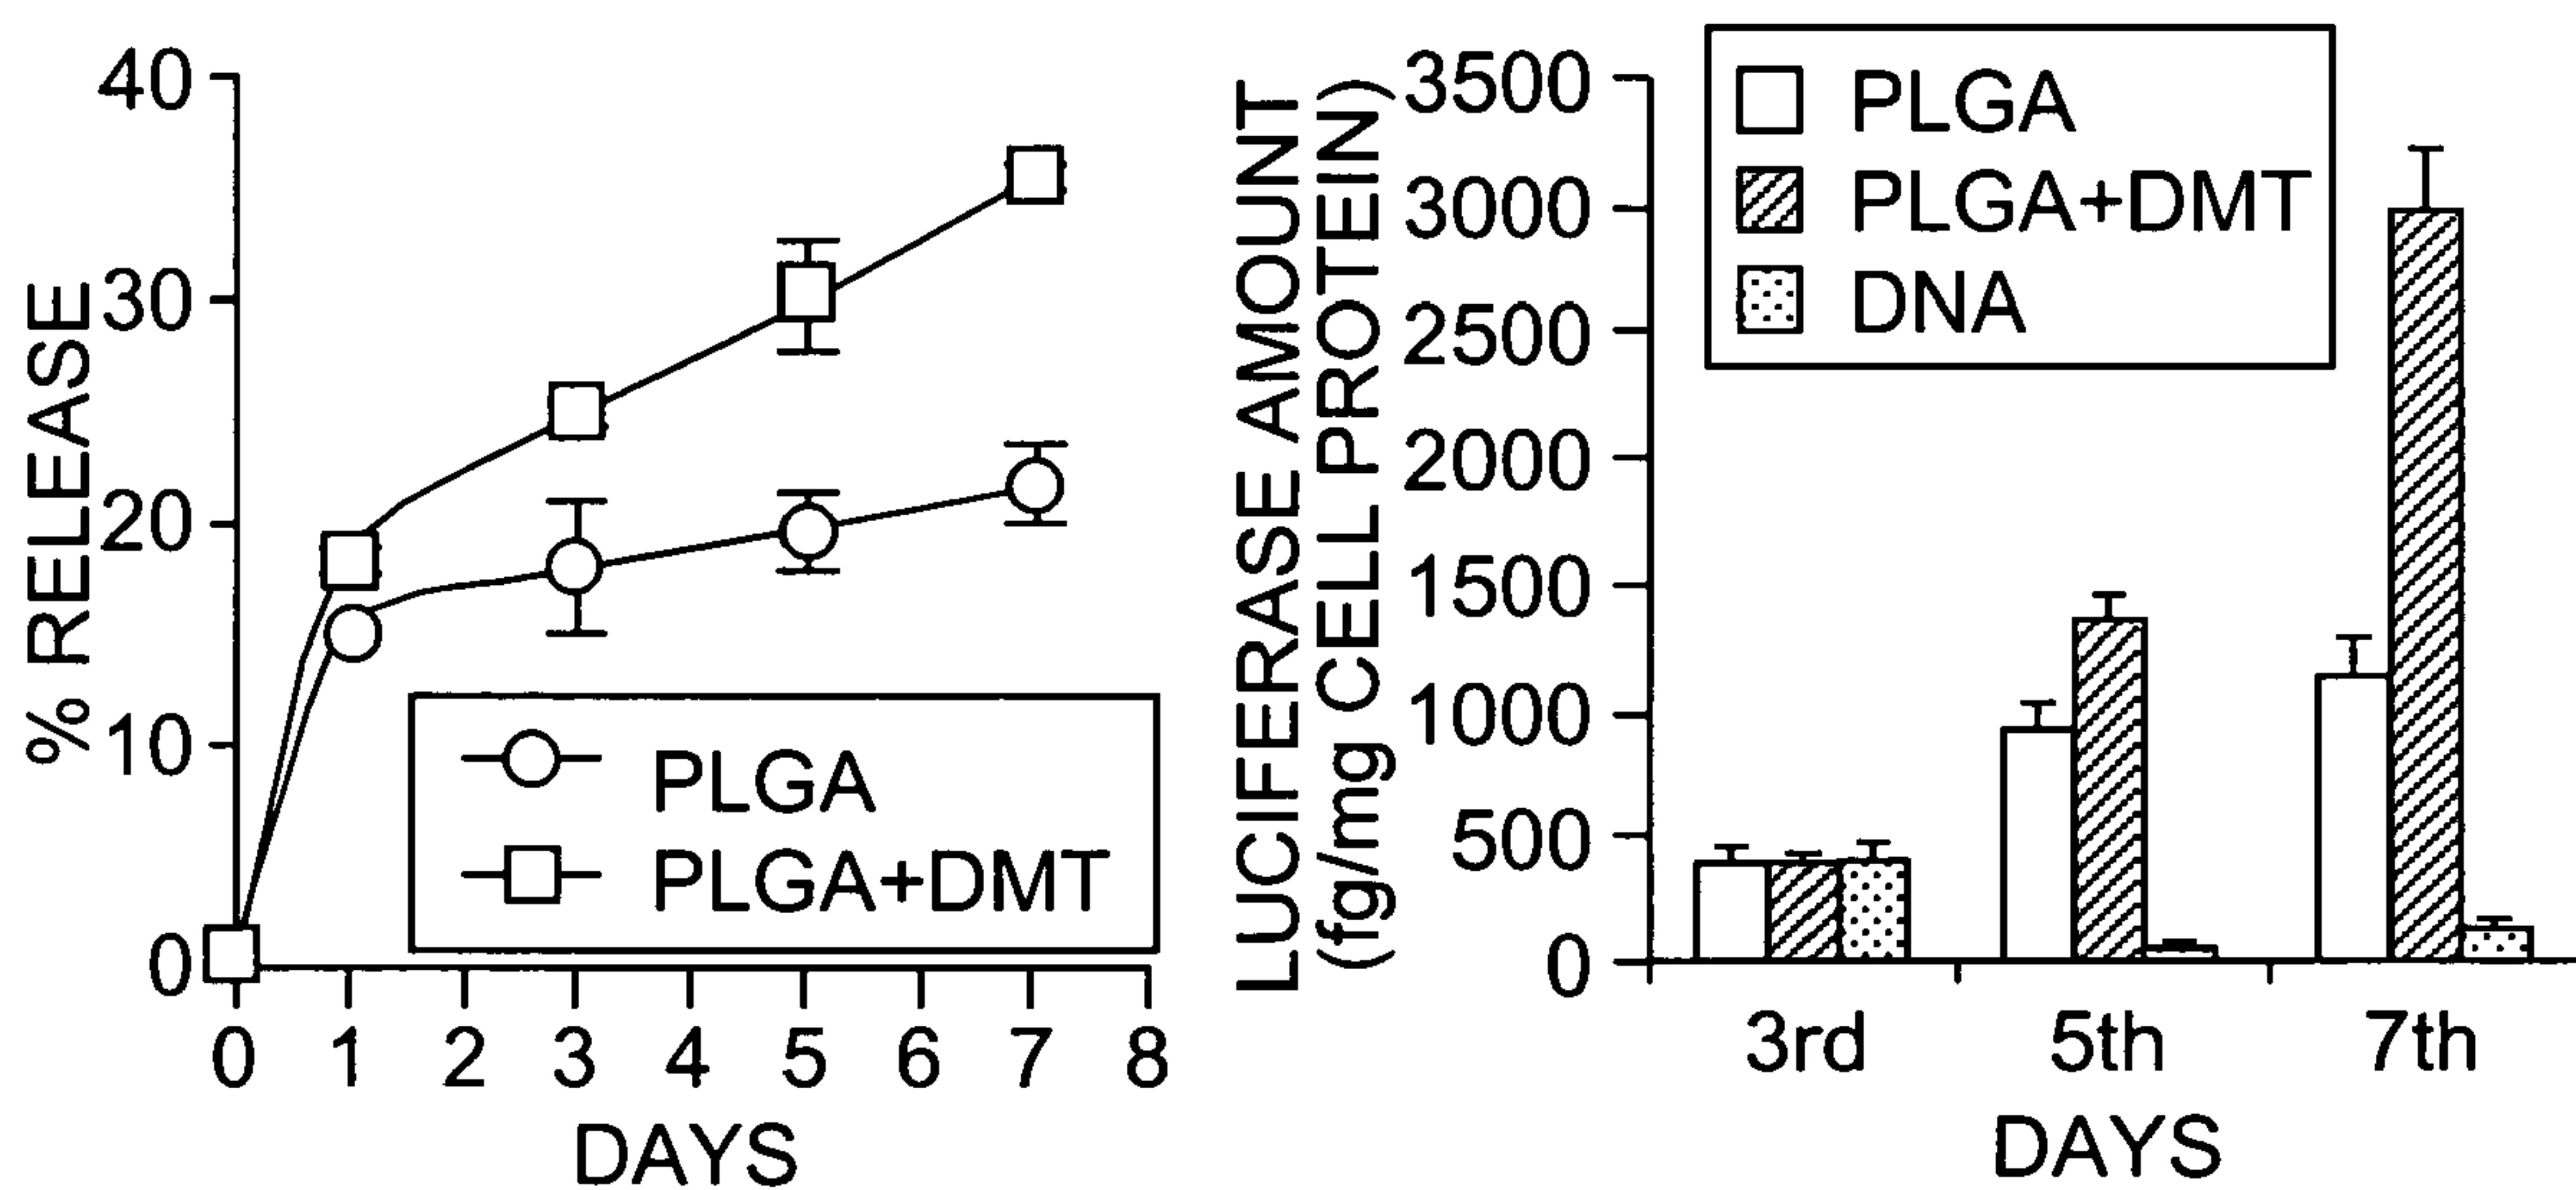 % RELEASE
40
30
20
10
0
0 1 2 3 4 5 6 7 8
DAYS
PLGA
PLGA+DMT
LUCIFERASE AMOUNT
(fg/mg CELL PROTEIN)
3500
3000
2500
2000
1500
1000
500
0
3rd 5th 7th
DAYS
PLGA
PLGA+DMT
DNA